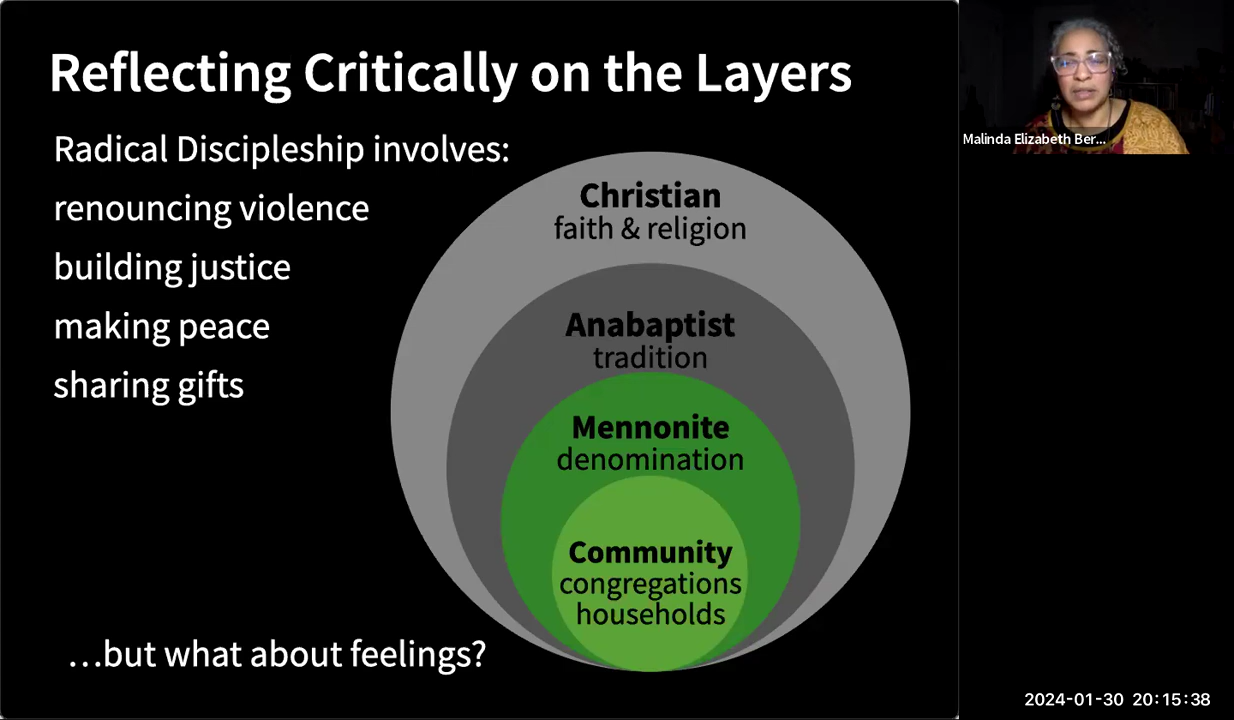 Reflecting Critically on the Layers
Radical Discipleship involves:
renouncing violence
building justice
making peace
sharing gifts
…but what about feelings?
Christian
faith & religion
Anabaptist
tradition
Mennonite
denomination
Community
congregations
households
Malinda Elizabeth Ber...
2024-01-30 20:15:38